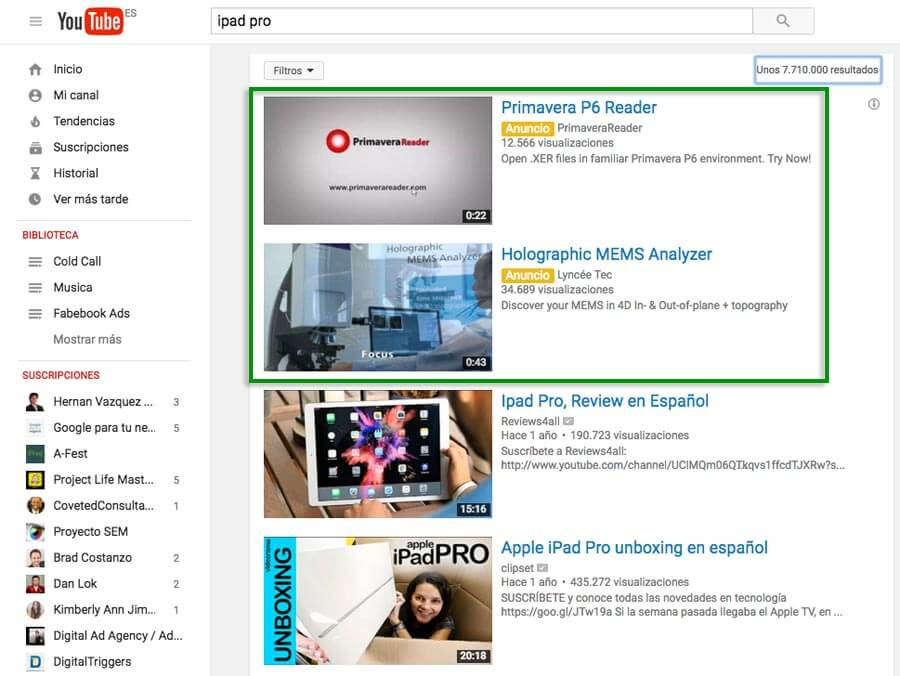 YouTube ES
ipad pro
Inicio
Mi canal
Tendencias
Suscripciones
Historial
Ver más tarde
BIBLIOTECA
Cold Call
Musica
Fabebook Ads
Mostrar más
SUSCRIPCIONES
Hernan Vazquez ... 3
Google para tu ne... 5
A-Fest
Project Life Mast... 5
CovetedConsulta... 1
Proyecto SEM
Brad Costanzo 2
Dan Lok 2
Kimberly Ann Jim... 1
Digital Ad Agency / Ad...
DigitalTriggers
Filtros
Unos 7.710.000 resultados
PrimaveraReader
www.primaverareader.com
0:22
Primavera P6 Reader
Anuncio PrimaveraReader
12.566 visualizaciones
Open .XER files in familiar Primavera P6 environment. Try Now!
Holographic
MEMS Analyzer
Focus
0:43
Holographic MEMS Analyzer
Anuncio Lyncée Tec
34.689 visualizaciones
Discover your MEMS in 4D In- & Out-of-plane + topography
15:16
Ipad Pro, Review en Español
Reviews4all
Hace 1 año • 190.723 visualizaciones
Suscríbete a Reviews4all:
http://www.youtube.com/channel/UClMQm06QTkqvs1ffcdTJXRw?s...
UNBOXING
apple
iPadPRO
20:18
Apple iPad Pro unboxing en español
clipset
Hace 1 año • 435.272 visualizaciones
SUSCRÍBETE y conoce todas las novedades en tecnología
https://goo.gl/JTw19a Si la semana pasada llegaba el Apple TV, en ...